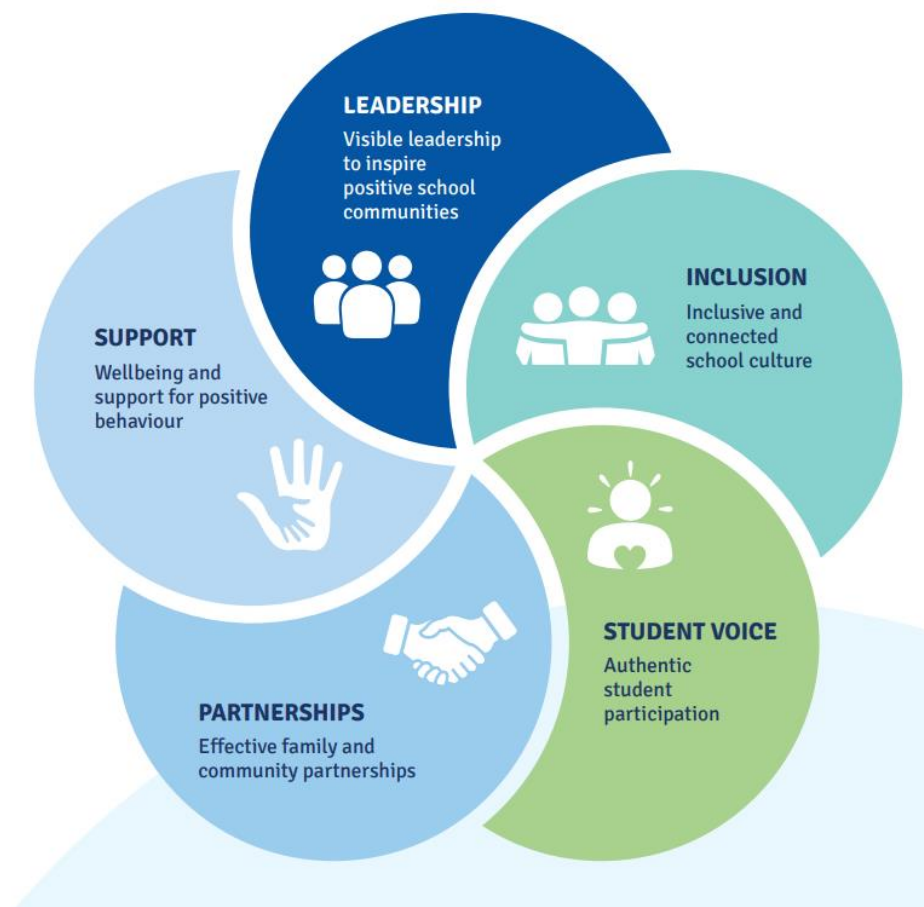 LEADERSHIP
Visible leadership
to inspire
positive school
communities
INCLUSION
Inclusive and
connected
school culture
STUDENT VOICE
Authentic
student
participation
PARTNERSHIPS
Effective family and
community partnerships
SUPPORT
Wellbeing and
support for positive
behaviour